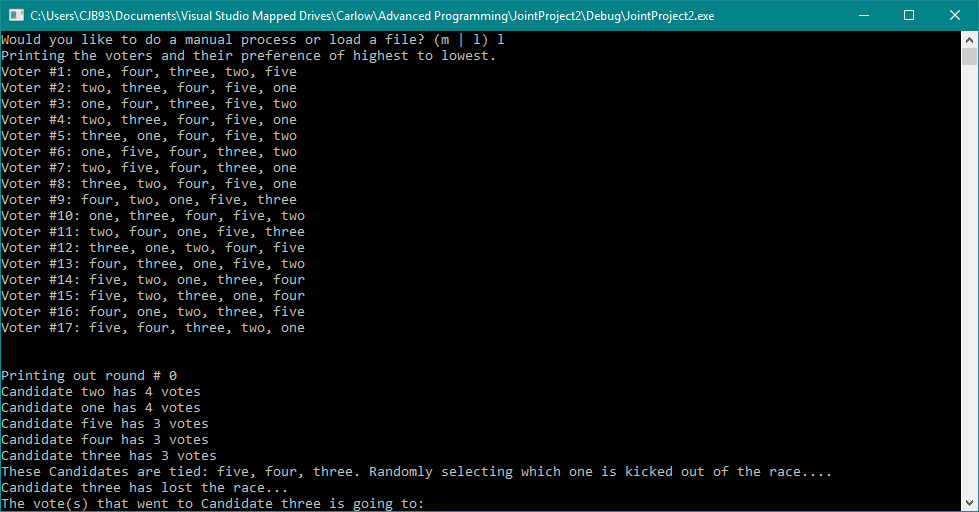 C:\Users\CJB93\Documents\Visual Studio Mapped Drives\Carlow\Advanced Programming\JointProject2\Debug\JointProject2.exe
Would you like to do a manual process or load a file? (m | l) l
Printing the voters and their preference of highest to lowest.
Voter #1: one, four, three, two, five
Voter #2: two, three, four, five, one
Voter #3: one, four, three, five, two
Voter #4: two, three, four, five, one
Voter #5: three, one, four, five, two
Voter #6: one, five, four, three, two
Voter #7: two, five, four, three, one
Voter #8: three, two, four, five, one
Voter #9: four, two, one, five, three
Voter #10: one, three, four, five, two
Voter #11: two, four, one, five, three
Voter #12: three, one, two, four, five
Voter #13: four, three, one, five, two
Voter #14: five, two, one, three, four
Voter #15: five, two, three, one, four
Voter #16: four, one, two, three, five
Voter #17: five, four, three, two, one
Printing out round # 0
Candidate two has 4 votes
Candidate one has 4 votes
Candidate five has 3 votes
Candidate four has 3 votes
Candidate three has 3 votes
These Candidates are tied: five, four, three. Randomly selecting which one is kicked out of the race....
Candidate three has lost the race...
The vote(s) that went to Candidate three is going to: